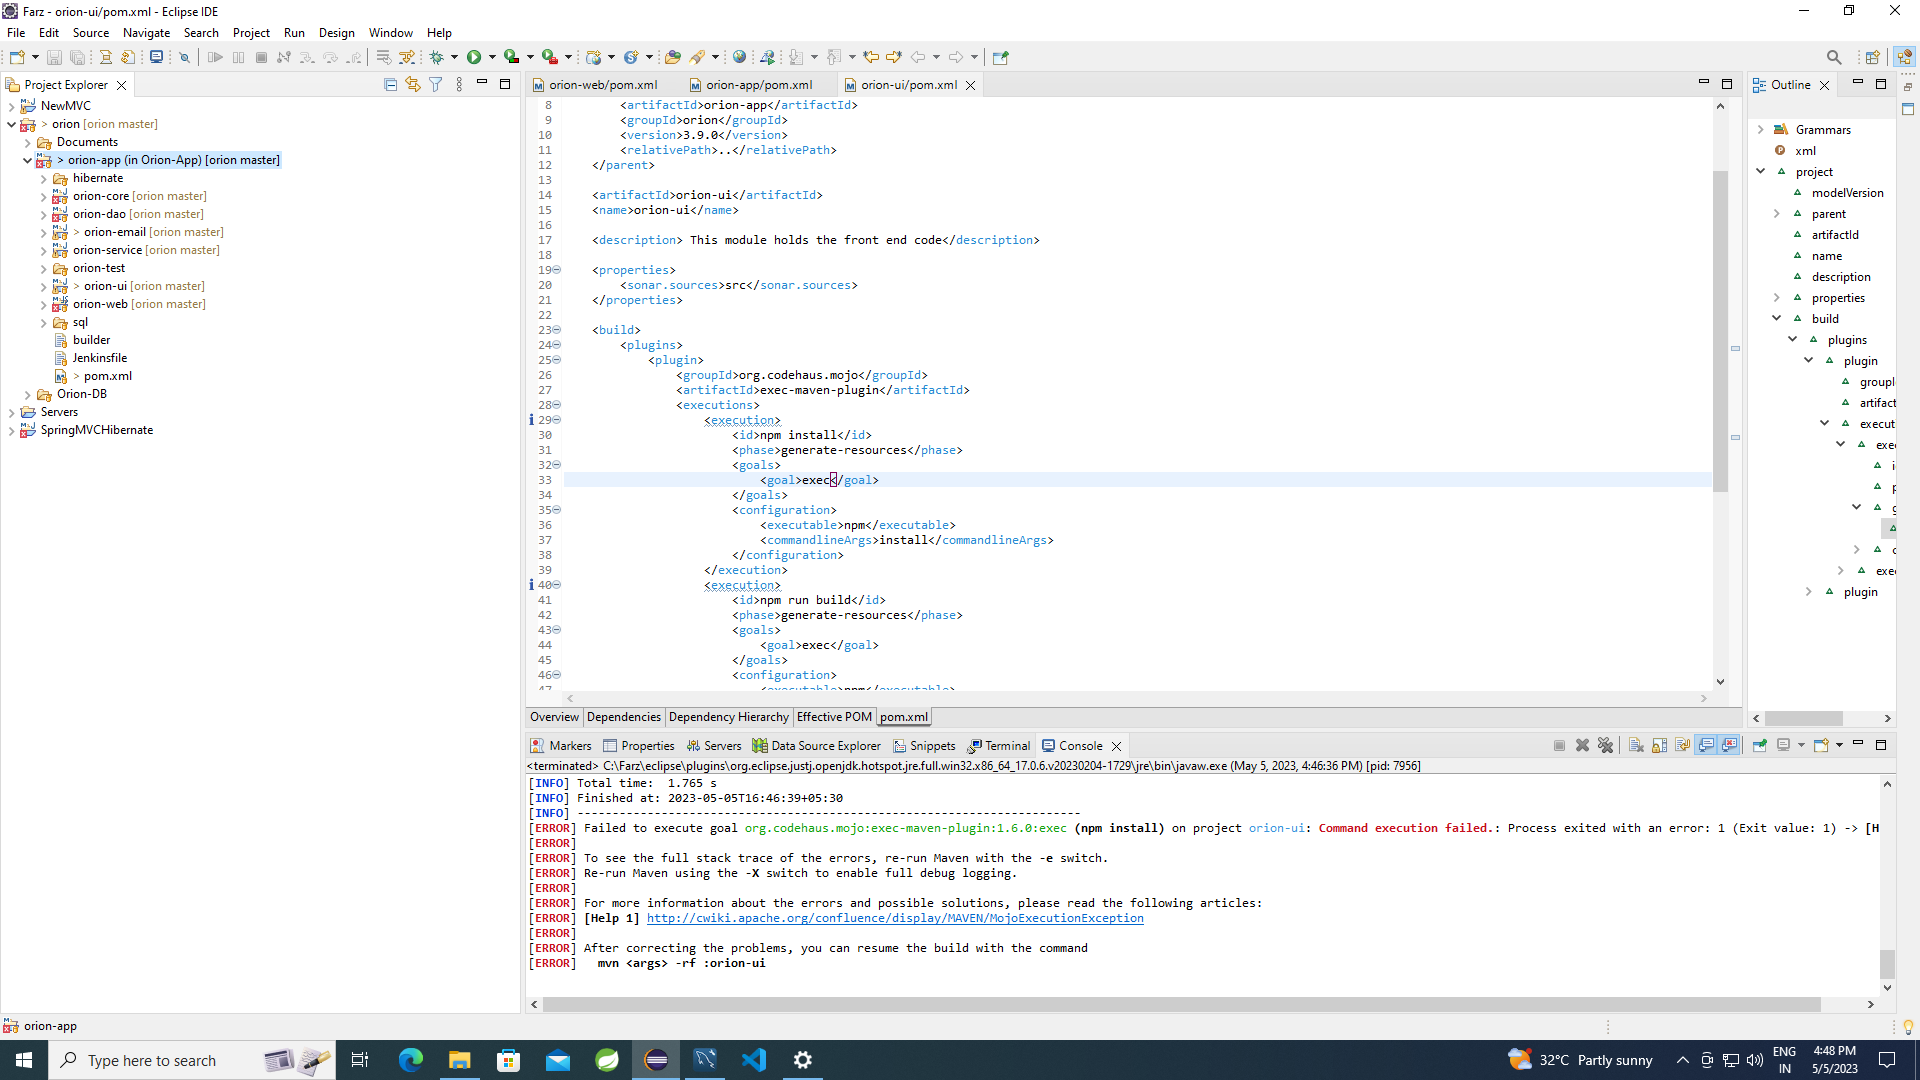 Farz - orion-ui/pom.xml - Eclipse IDE
File Edit Source Navigate Search Project Run Design Window Help
Project Explorer
NewMVC
> orion [orion master]
Documents
> orion-app (in Orion-App) [orion master]
hibernate
orion-core [orion master]
orion-dao [orion master]
> orion-email [orion master]
orion-service [orion master]
orion-test
> orion-ui [orion master]
orion-web [orion master]
sql
builder
Jenkinsfile
> pom.xml
Orion-DB
Servers
SpringMVCHibernate
orion-web/pom.xml orion-app/pom.xml orion-ui/pom.xml
8 <artifactId>orion-app</artifactId>
9 <groupId>orion</groupId>
10 <version>3.9.0</version>
11 <relativePath>..</relativePath>
12 </parent>
13
14 <artifactId>orion-ui</artifactId>
15 <name>orion-ui</name>
16
17 <description> This module holds the front end code</description>
18
19 <properties>
20 <sonar.sources>src</sonar.sources>
21 </properties>
22
23 <build>
24 <plugins>
25 <plugin>
26 <groupId>org.codehaus.mojo</groupId>
27 <artifactId>exec-maven-plugin</artifactId>
28 <executions>
29 <execution>
30 <id>npm install</id>
31 <phase>generate-resources</phase>
32 <goals>
33 <goal>exec</goal>
34 </goals>
35 <configuration>
36 <executable>npm</executable>
37 <commandlineArgs>install</commandlineArgs>
38 </configuration>
39 </execution>
40 <execution>
41 <id>npm run build</id>
42 <phase>generate-resources</phase>
43 <goals>
44 <goal>exec</goal>
45 </goals>
46 <configuration>
47 <executable>npm</executable>
Overview Dependencies Dependency Hierarchy Effective POM pom.xml
Outline
Grammars
xml
project
modelVersion
parent
artifactId
name
description
properties
build
plugins
plugin
groupI
artifact
execut
exe
i
p
g
c
exe
plugin
Markers Properties Servers Data Source Explorer Snippets Terminal Console
<terminated> C:\Farz\eclipse\plugins\org.eclipse.justj.openjdk.hotspot.jre.full.win32.x86_64_17.0.6.v20230204-1729\jre\bin\javaw.exe (May 5, 2023, 4:46:36 PM) [pid: 7956]
[INFO] Total time:  1.765 s
[INFO] Finished at: 2023-05-05T16:46:39+05:30
[INFO] ------------------------------------------------------------------------
[ERROR] Failed to execute goal org.codehaus.mojo:exec-maven-plugin:1.6.0:exec (npm install) on project orion-ui: Command execution failed.: Process exited with an error: 1 (Exit value: 1) -> [H
[ERROR]
[ERROR] To see the full stack trace of the errors, re-run Maven with the -e switch.
[ERROR] Re-run Maven using the -X switch to enable full debug logging.
[ERROR]
[ERROR] For more information about the errors and possible solutions, please read the following articles:
[ERROR] [Help 1] http://cwiki.apache.org/confluence/display/MAVEN/MojoExecutionException
[ERROR]
[ERROR] After correcting the problems, you can resume the build with the command
[ERROR]   mvn <args> -rf :orion-ui
orion-app
Type here to search
32°C Partly sunny
ENG
IN
4:48 PM
5/5/2023